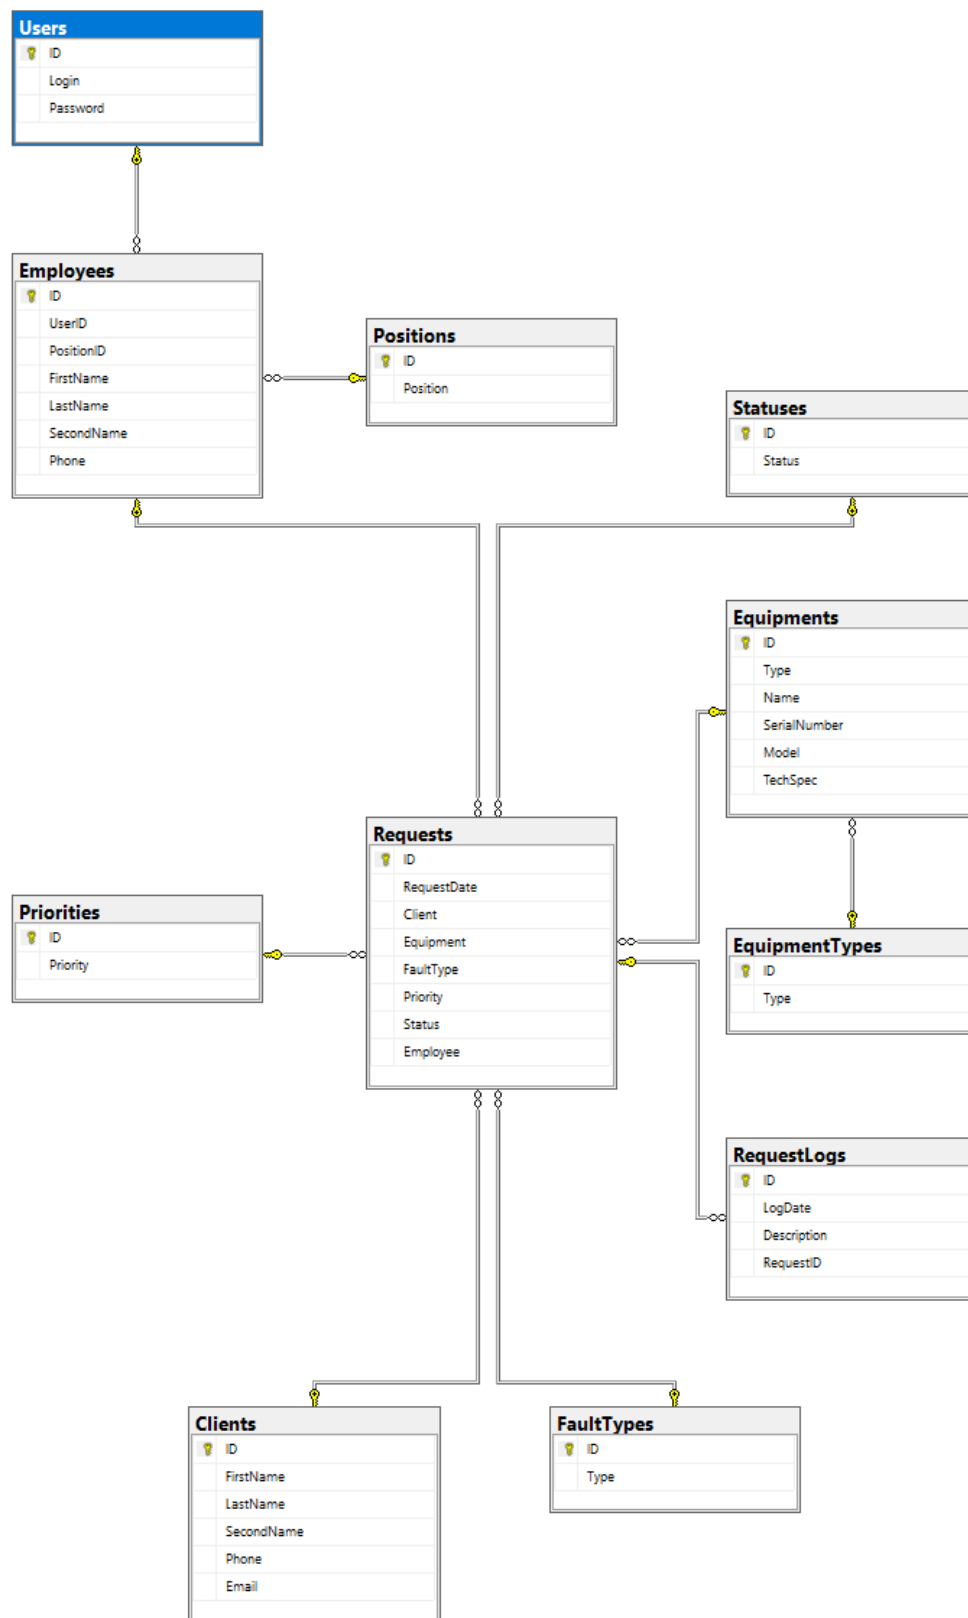 Users
ID
Login
Password
Employees
ID
UserID
PositionID
FirstName
LastName
SecondName
Phone
Positions
ID
Position
Statuses
ID
Status
Equipments
ID
Type
Name
SerialNumber
Model
TechSpec
Requests
ID
RequestDate
Client
Equipment
FaultType
Priority
Status
Employee
Priorities
ID
Priority
EquipmentTypes
ID
Type
RequestLogs
ID
LogDate
Description
RequestID
Clients
ID
FirstName
LastName
SecondName
Phone
Email
FaultTypes
ID
Type